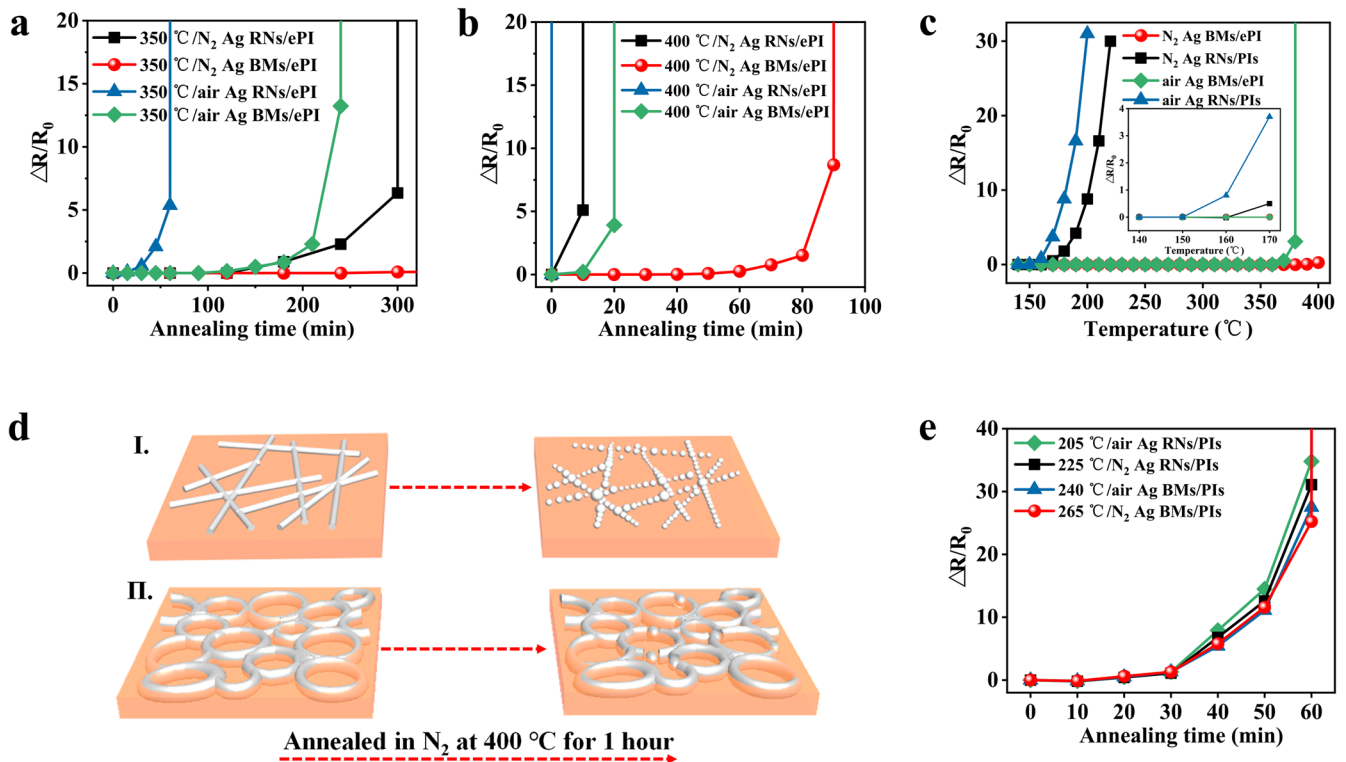 a
20
15
10
5
0
ΔR/R₀
0
100
200
300
Annealing time (min)
350 ℃/N₂ Ag RNs/ePI
350 ℃/N₂ Ag BMs/ePI
350 ℃/air Ag RNs/ePI
350 ℃/air Ag BMs/ePI
b
20
15
10
5
0
ΔR/R₀
0
20
40
60
80
100
Annealing time (min)
400 ℃/N₂ Ag RNs/ePI
400 ℃/N₂ Ag BMs/ePI
400 ℃/air Ag RNs/ePI
400 ℃/air Ag BMs/ePI
c
30
20
10
0
ΔR/R₀
150
200
250
300
350
400
Temperature (℃)
N₂ Ag BMs/ePI
N₂ Ag RNs/PIs
air Ag BMs/ePI
air Ag RNs/PIs
4
3
2
1
0
ΔR/R₀
140
150
160
170
Temperature (℃)
d
I.
II.
Annealed in N₂ at 400 ℃ for 1 hour
e
40
30
20
10
0
ΔR/R₀
0
10
20
30
40
50
60
Annealing time (min)
205 ℃/air Ag RNs/PIs
225 ℃/N₂ Ag RNs/PIs
240 ℃/air Ag BMs/PIs
265 ℃/N₂ Ag BMs/PIs